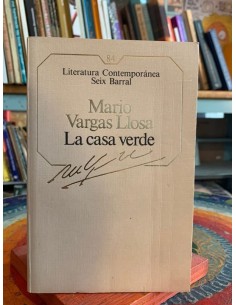 84
Literatura Contemporánea
Seix Barral
Mario
Vargas Llosa
La casa verde